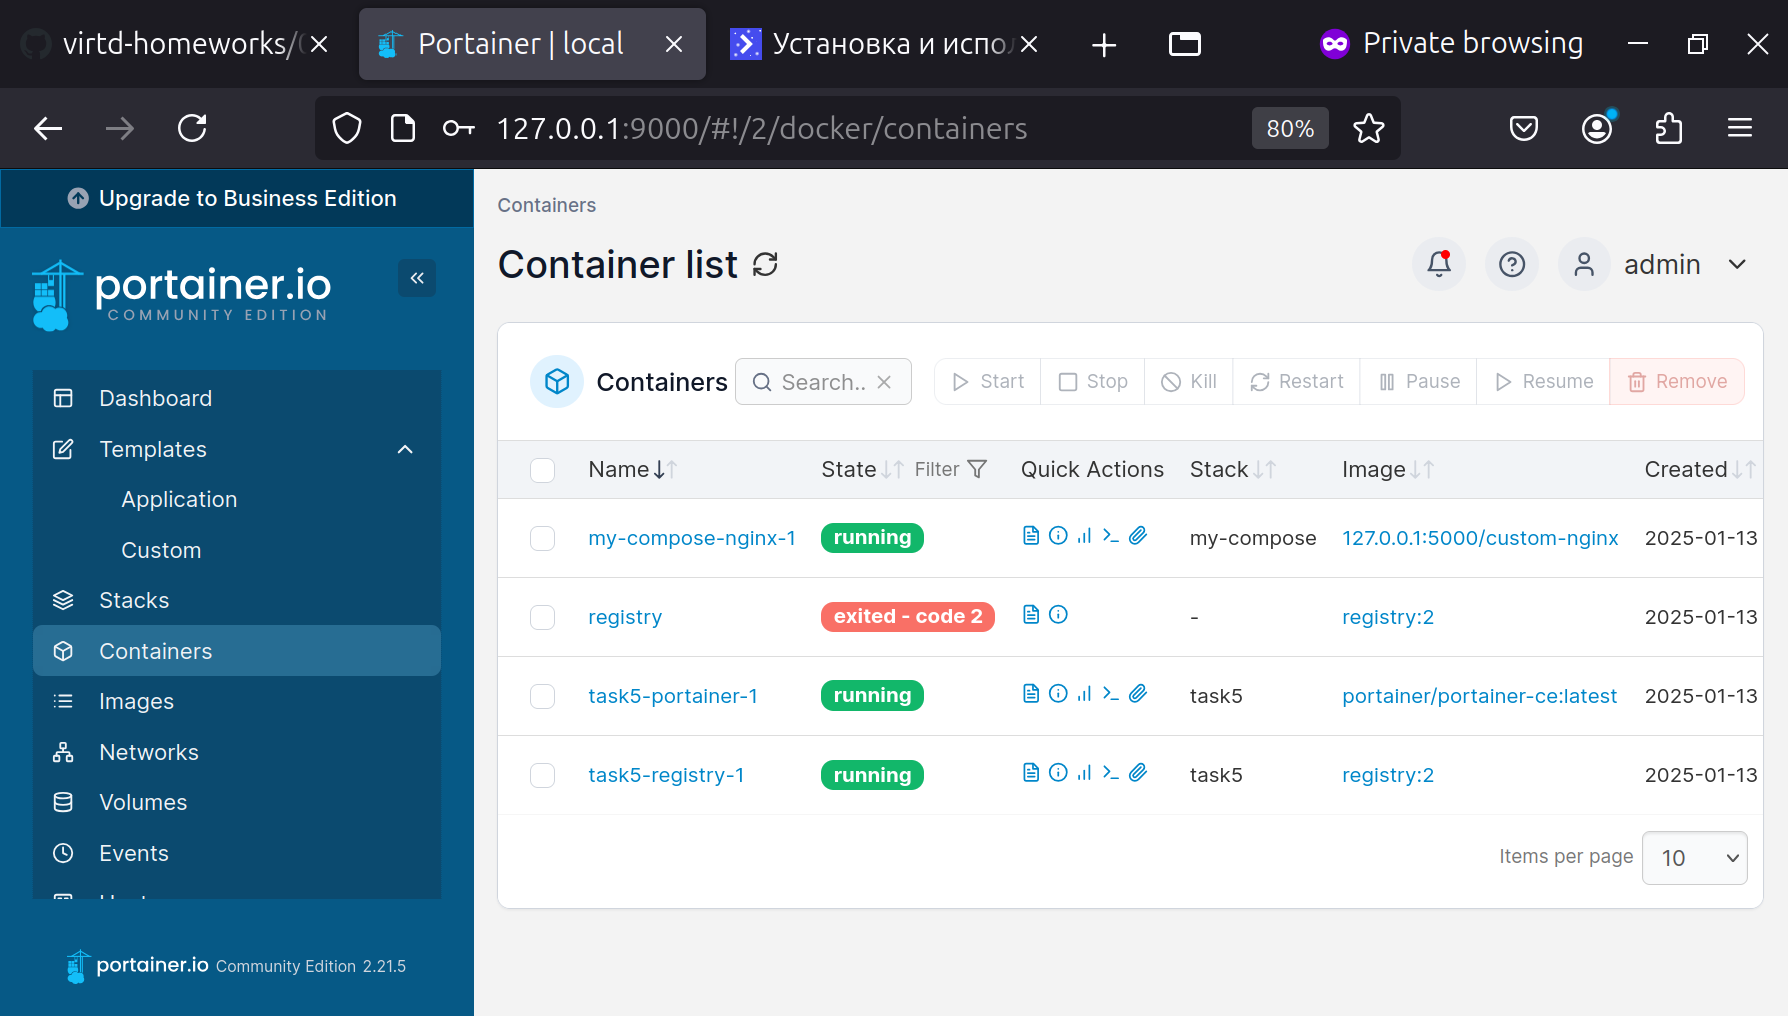 virtd-homeworks/
Portainer | local
Установка и испо
Private browsing
127.0.0.1:9000/#!/2/docker/containers
80%
Upgrade to Business Edition
portainer.io
COMMUNITY EDITION
Dashboard
Templates
Application
Custom
Stacks
Containers
Images
Networks
Volumes
Events
portainer.io Community Edition 2.21.5
Containers
Container list
admin
Containers
Search..
Start
Stop
Kill
Restart
Pause
Resume
Remove
Name State Filter Quick Actions Stack Image Created
my-compose-nginx-1 running my-compose 127.0.0.1:5000/custom-nginx 2025-01-13
registry exited - code 2 - registry:2 2025-01-13
task5-portainer-1 running task5 portainer/portainer-ce:latest 2025-01-13
task5-registry-1 running task5 registry:2 2025-01-13
Items per page 10